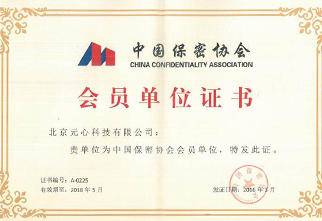 中国保密协会
CHINA CONFIDENTIALITY ASSOCIATION
会员单位证书
北京元心科技有限公司：
贵单位为中国保密协会会员单位，特发此证。
证书编号：A-0225
有效期至：2018年5月
发证日期：2016年5月